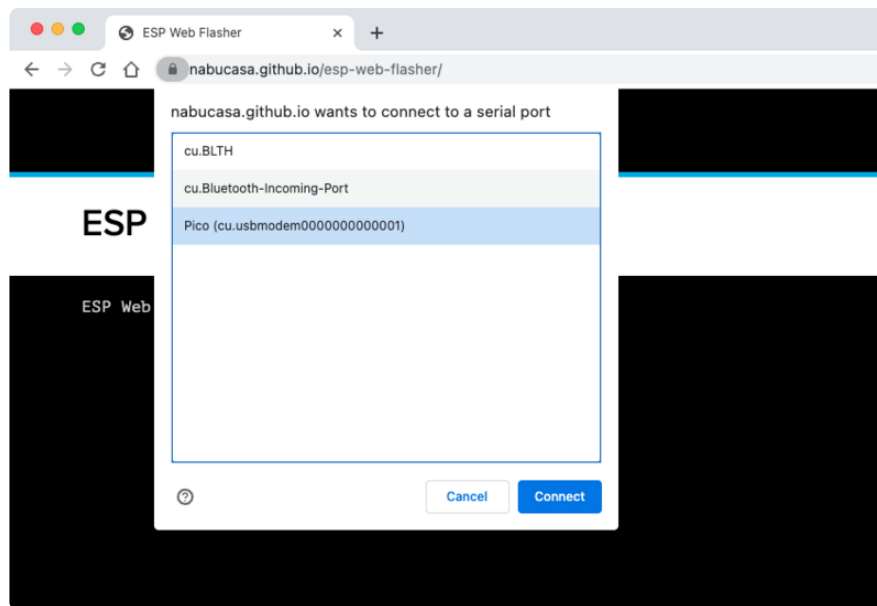 ESP Web Flasher
nabucasa.github.io/esp-web-flasher/
nabucasa.github.io wants to connect to a serial port
cu.BLTH
cu.Bluetooth-Incoming-Port
Pico (cu.usbmodem0000000000001)
ESP
ESP Web
Cancel
Connect